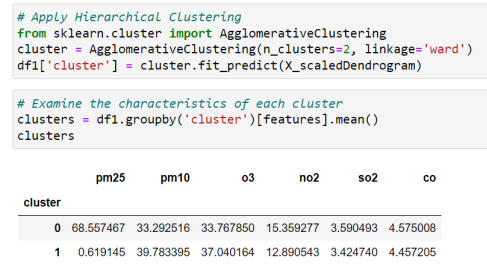 # Apply Hierarchical Clustering
from sklearn.cluster import AgglomerativeClustering
cluster = AgglomerativeClustering(n_clusters=2, linkage='ward')
df1['cluster'] = cluster.fit_predict(X_scaledDendrogram)
# Examine the characteristics of each cluster
clusters = df1.groupby('cluster')[features].mean()
clusters
pm25 pm10 o3 no2 so2 co
cluster
0 68.557467 33.292516 33.767850 15.359277 3.590493 4.575008
1 0.619145 39.783395 37.040164 12.890543 3.424740 4.457205